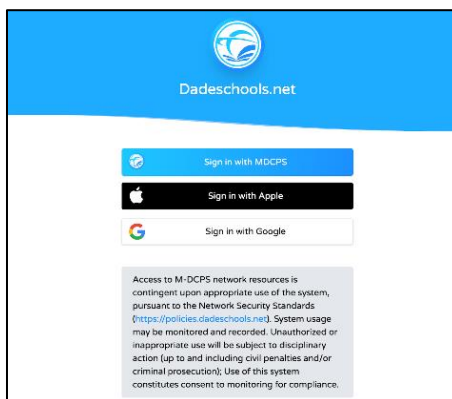 Dadeschools.net
Sign in with MDCPS
Sign in with Apple
Sign in with Google
Access to M-DCPS network resources is
contingent upon appropriate use of the system,
pursuant to the Network Security Standards
(https://policies.dadeschools.net). System usage
may be monitored and recorded. Unauthorized or
inappropriate use will be subject to disciplinary
action (up to and including civil penalties and/or
criminal prosecution); Use of this system
constitutes consent to monitoring for compliance.